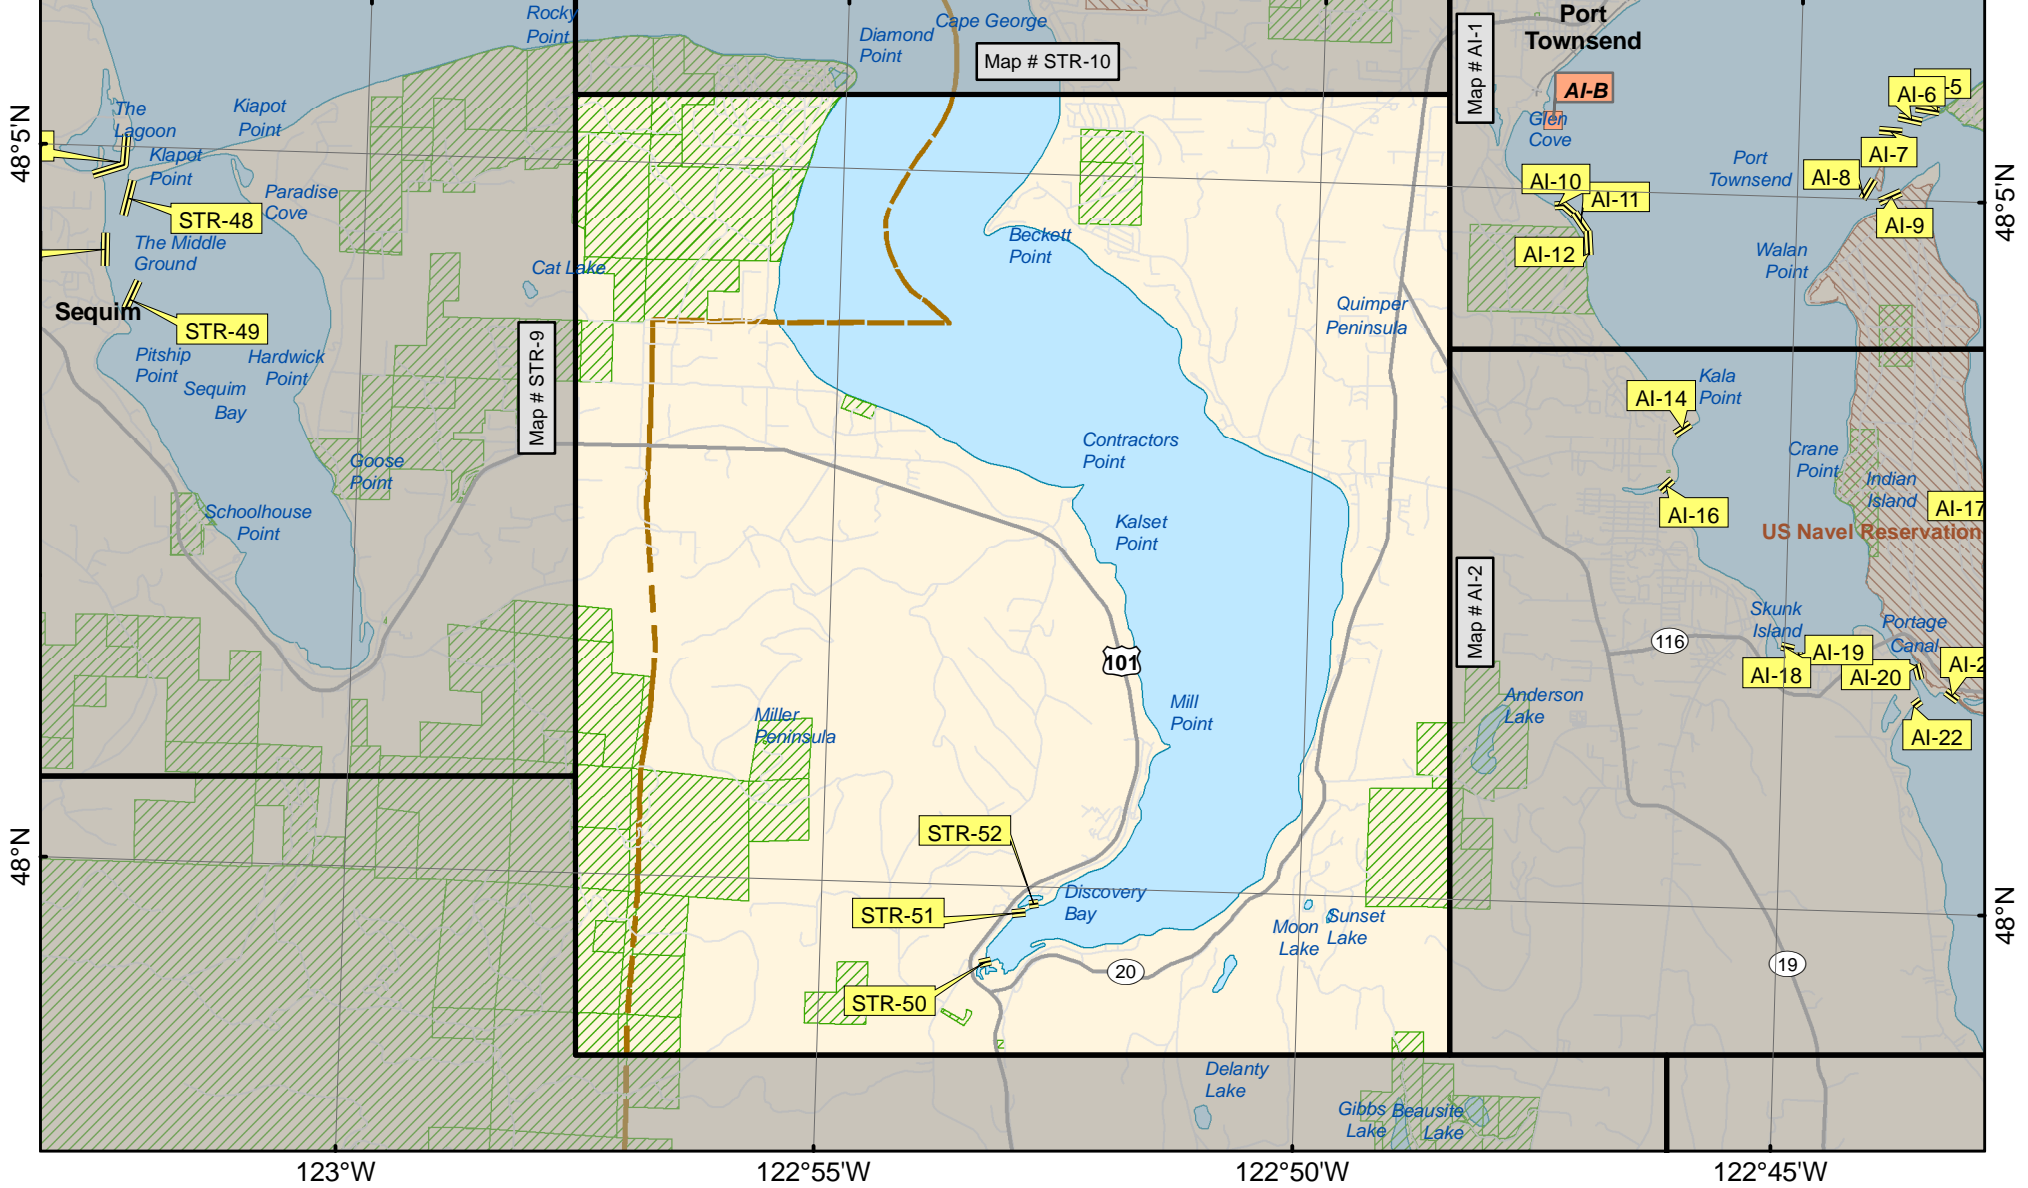 Rocky
Point
Diamond
Point
Cape George
Map # STR-10
Map # AI-1
Port
Townsend
AI-B
Glen
Cove
-5
AI-6
AI-7
AI-8
AI-9
Port
Townsend
AI-10
AI-11
AI-12
Walan
Point
48°5'N
48°5'N
The
Lagoon
Kiapot
Point
Klapot
Point
Paradise
Cove
STR-48
The Middle
Ground
Sequim
STR-49
Pitship
Point
Hardwick
Point
Sequim
Bay
Goose
Point
Schoolhouse
Point
Cat Lake
Map # STR-9
Beckett
Point
Quimper
Peninsula
Contractors
Point
Kalset
Point
101
Mill
Point
Miller
Peninsula
STR-52
STR-51
STR-50
Discovery
Bay
20
Moon
Lake
Sunset
Lake
Kala
Point
AI-14
AI-16
Crane
Point
Indian
Island
AI-17
US Navel Reservation
Map # AI-2
Skunk
Island
116
AI-18
AI-19
AI-20
Portage
Canal
AI-2
AI-22
Anderson
Lake
19
48°N
48°N
Delanty
Lake
Gibbs
Lake
Beausite
Lake
123°W
122°55'W
122°50'W
122°45'W